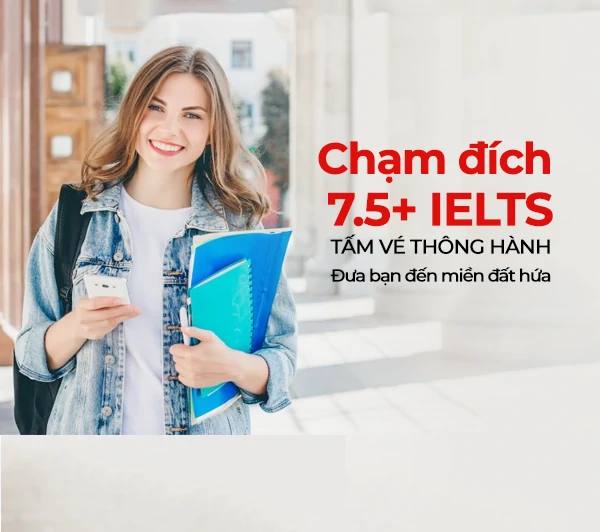 Chạm đích
7.5+ IELTS
TẤM VÉ THÔNG HÀNH
Đưa bạn đến miền đất hứa